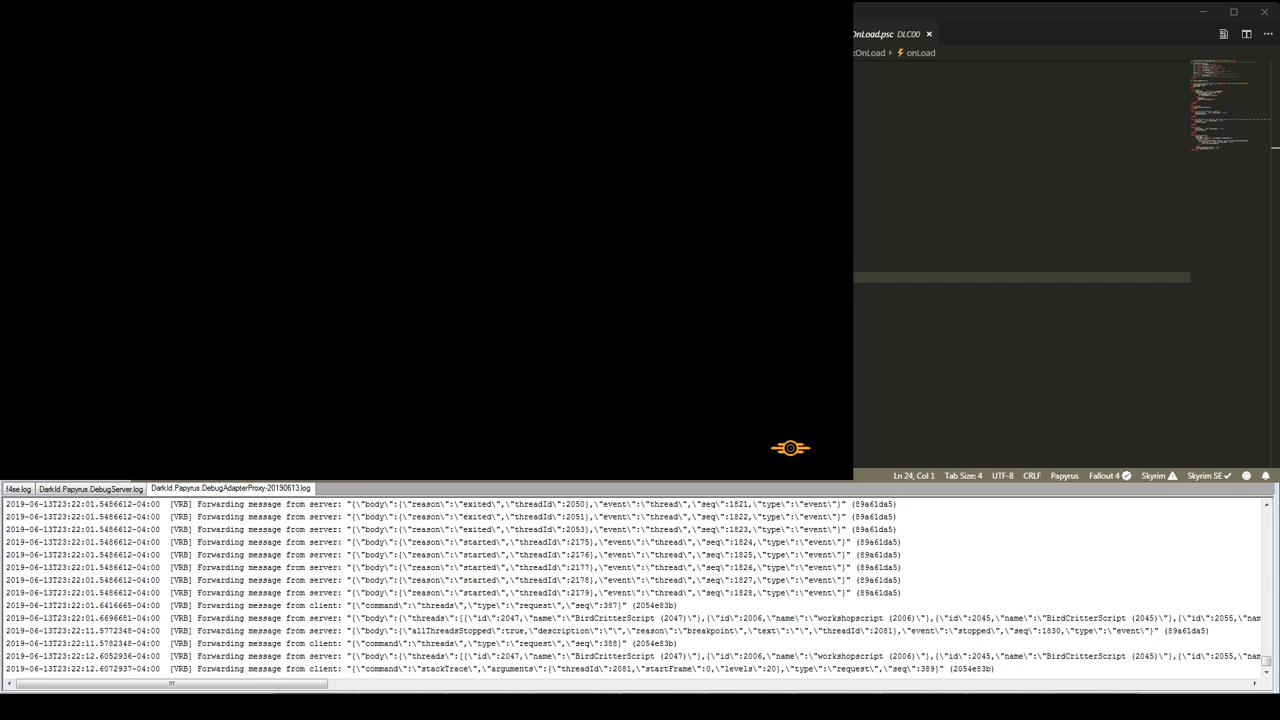 OnLoad.psc DLC00
xOnLoad > onLoad
Ln 24, Col 1 Tab Size: 4 UTF-8 CRLF Papyrus Fallout 4 Skyrim Skyrim SE
f4se.log DarkId.Papyrus.DebugServer.log DarkId.Papyrus.DebugAdapterProxy-20190613.log
2019-06-13T23:22:01.5486612-04:00 [VRB] Forwarding message from server: "{\"body\":{\"reason\":\"exited\",\"threadId\":2050},\"event\":\"thread\",\"seq\":1821,\"type\":\"event\"}" (89a61da5)
2019-06-13T23:22:01.5486612-04:00 [VRB] Forwarding message from server: "{\"body\":{\"reason\":\"exited\",\"threadId\":2051},\"event\":\"thread\",\"seq\":1822,\"type\":\"event\"}" (89a61da5)
2019-06-13T23:22:01.5486612-04:00 [VRB] Forwarding message from server: "{\"body\":{\"reason\":\"exited\",\"threadId\":2053},\"event\":\"thread\",\"seq\":1823,\"type\":\"event\"}" (89a61da5)
2019-06-13T23:22:01.5486612-04:00 [VRB] Forwarding message from server: "{\"body\":{\"reason\":\"started\",\"threadId\":2175},\"event\":\"thread\",\"seq\":1824,\"type\":\"event\"}" (89a61da5)
2019-06-13T23:22:01.5486612-04:00 [VRB] Forwarding message from server: "{\"body\":{\"reason\":\"started\",\"threadId\":2176},\"event\":\"thread\",\"seq\":1825,\"type\":\"event\"}" (89a61da5)
2019-06-13T23:22:01.5486612-04:00 [VRB] Forwarding message from server: "{\"body\":{\"reason\":\"started\",\"threadId\":2177},\"event\":\"thread\",\"seq\":1826,\"type\":\"event\"}" (89a61da5)
2019-06-13T23:22:01.5486612-04:00 [VRB] Forwarding message from server: "{\"body\":{\"reason\":\"started\",\"threadId\":2178},\"event\":\"thread\",\"seq\":1827,\"type\":\"event\"}" (89a61da5)
2019-06-13T23:22:01.5486612-04:00 [VRB] Forwarding message from server: "{\"body\":{\"reason\":\"started\",\"threadId\":2179},\"event\":\"thread\",\"seq\":1828,\"type\":\"event\"}" (89a61da5)
2019-06-13T23:22:01.6416665-04:00 [VRB] Forwarding message from client: "{\"command\":\"threads\",\"type\":\"request\",\"seq\":387}" (2054e83b)
2019-06-13T23:22:01.6696681-04:00 [VRB] Forwarding message from server: "{\"body\":{\"threads\":[{\"id\":2047,\"name\":\"BirdCritterScript (2047)\"},{\"id\":2006,\"name\":\"workshopscript (2006)\"},{\"id\":2045,\"name\":\"BirdCritterScript (2045)\"},{\"id\":2055,\"nam
2019-06-13T23:22:11.5772348-04:00 [VRB] Forwarding message from server: "{\"body\":{\"allThreadsStopped\":true,\"description\":\"\",\"reason\":\"breakpoint\",\"text\":\"\",\"threadId\":2081},\"event\":\"stopped\",\"seq\":1830,\"type\":\"event\"}" (89a61da5)
2019-06-13T23:22:11.5782348-04:00 [VRB] Forwarding message from client: "{\"command\":\"threads\",\"type\":\"request\",\"seq\":388}" (2054e83b)
2019-06-13T23:22:12.6052936-04:00 [VRB] Forwarding message from server: "{\"body\":{\"threads\":[{\"id\":2047,\"name\":\"BirdCritterScript (2047)\"},{\"id\":2006,\"name\":\"workshopscript (2006)\"},{\"id\":2045,\"name\":\"BirdCritterScript (2045)\"},{\"id\":2055,\"nam
2019-06-13T23:22:12.6072937-04:00 [VRB] Forwarding message from client: "{\"command\":\"stackTrace\",\"arguments\":{\"threadId\":2081,\"startFrame\":0,\"levels\":20},\"type\":\"request\",\"seq\":389}" (2054e83b)